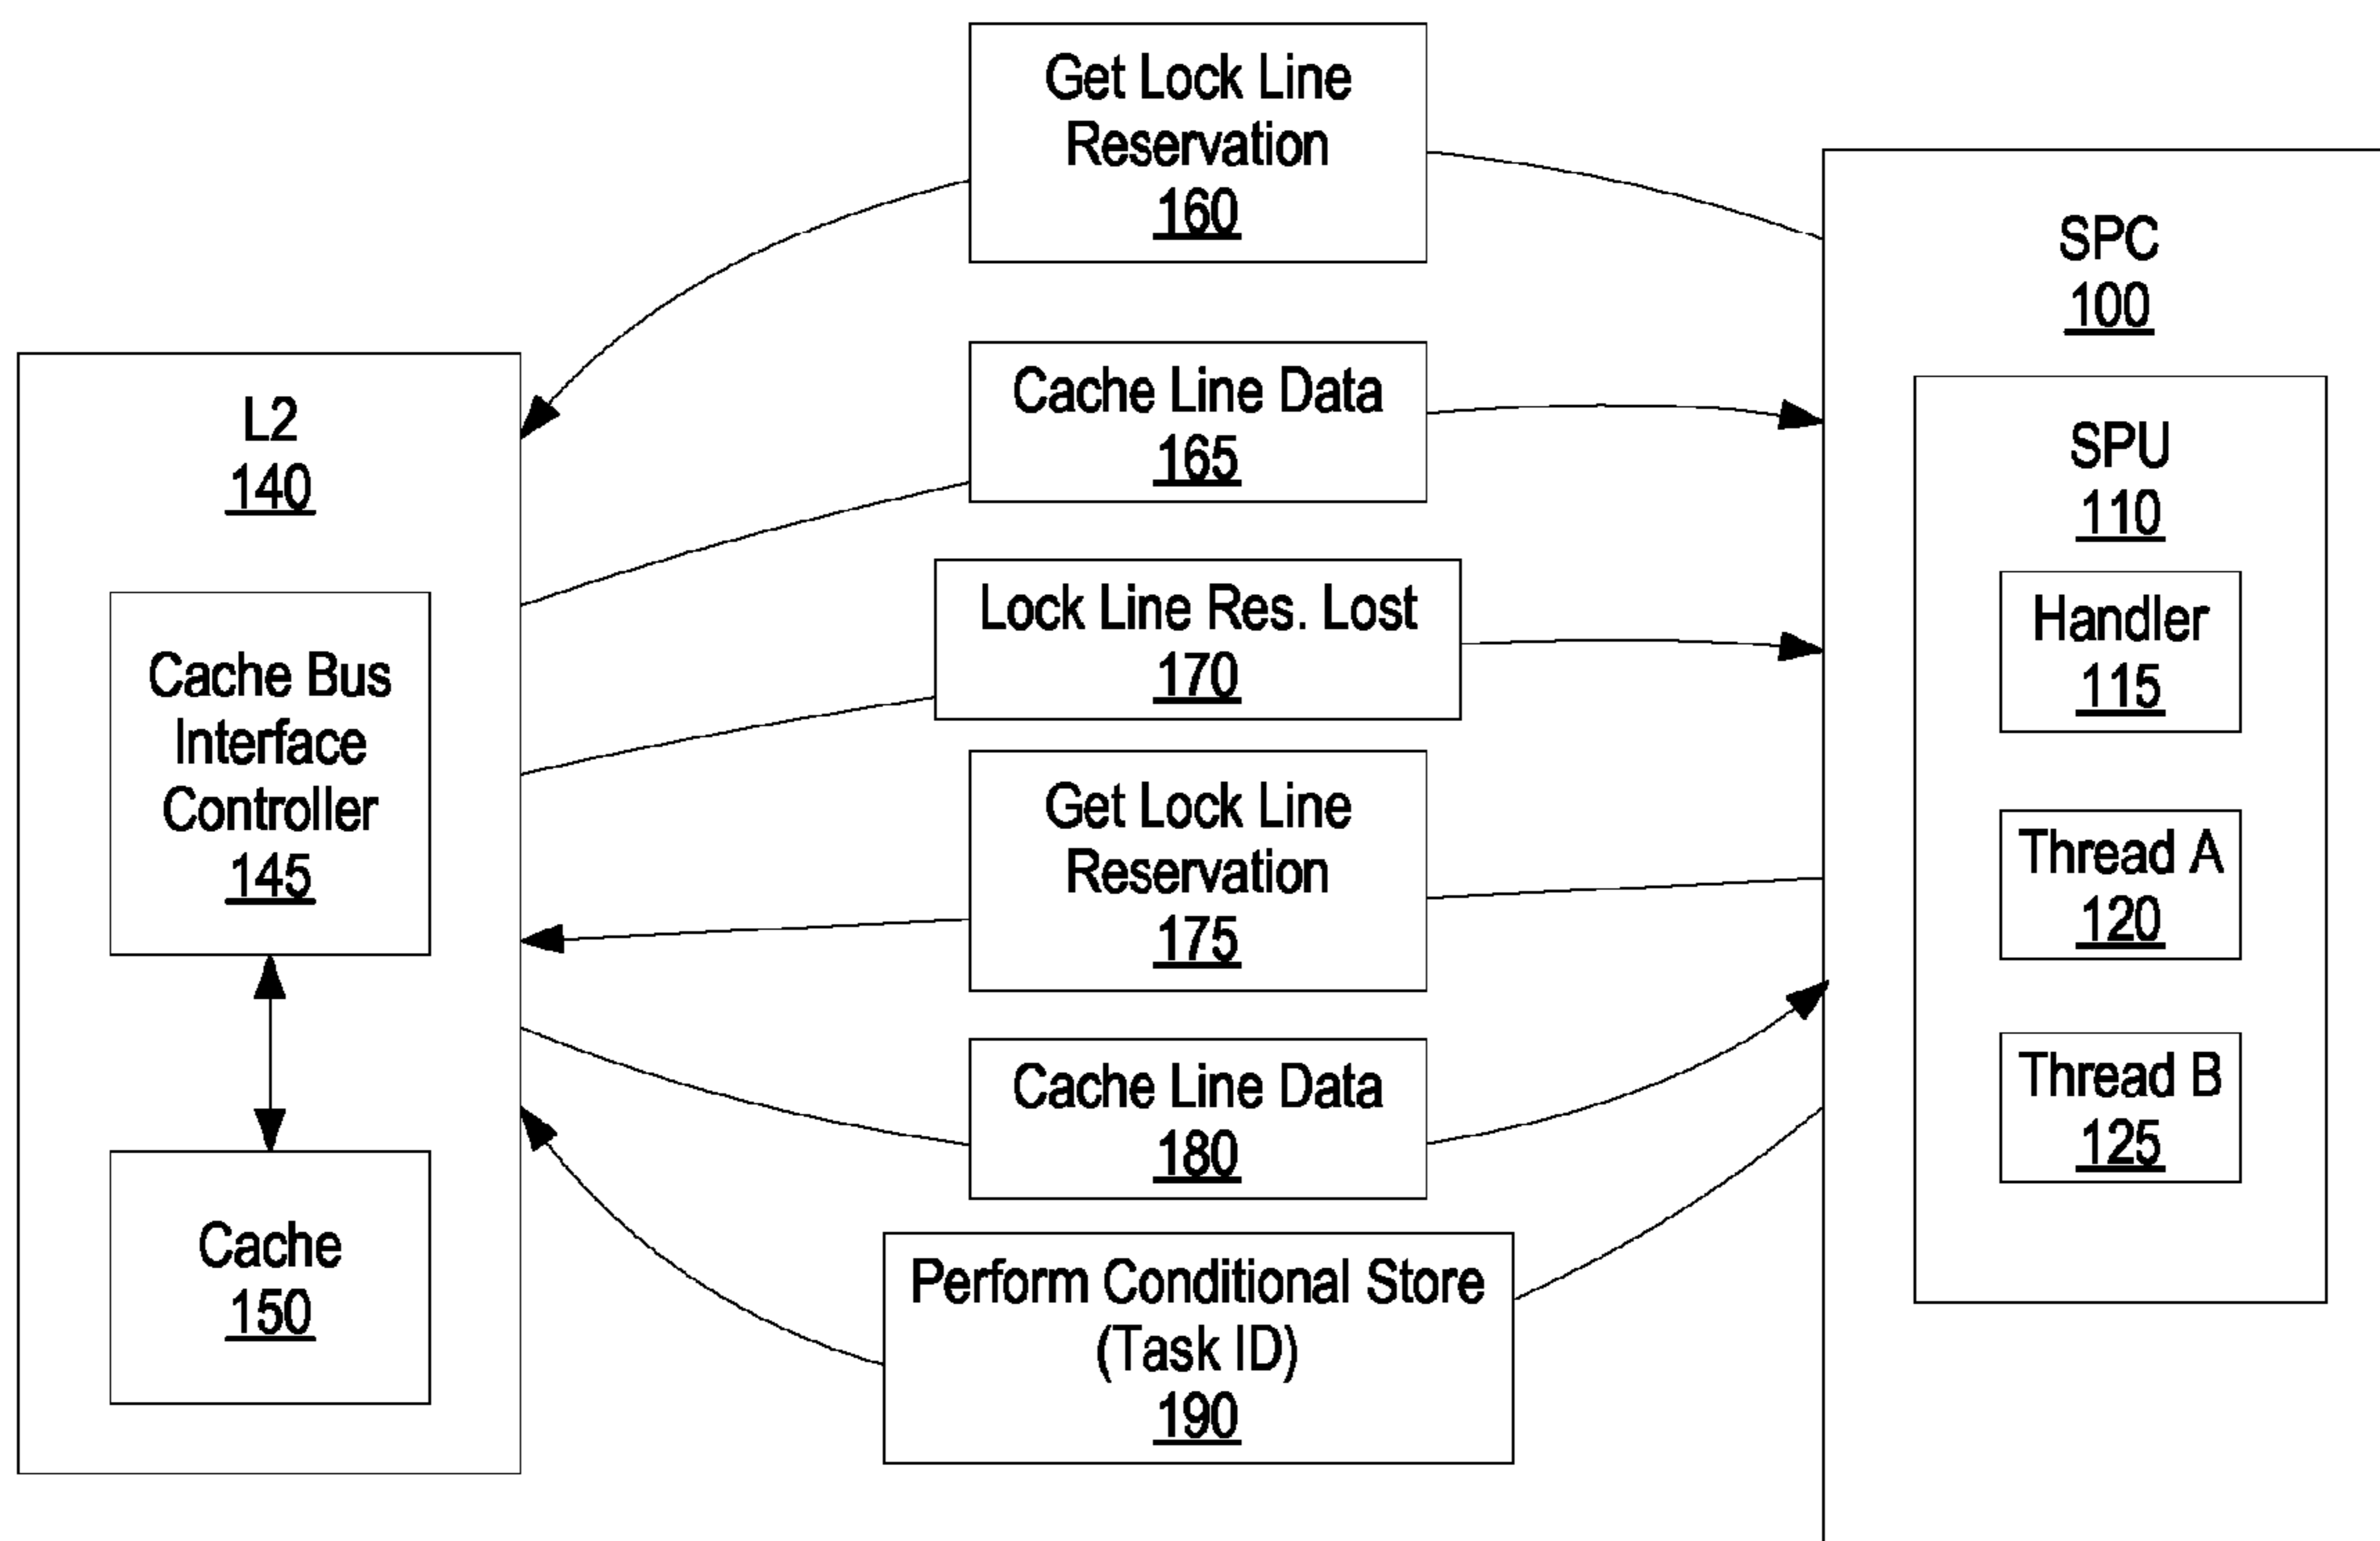 L2
140
Cache Bus
Interface
Controller
145
Cache
150
Get Lock Line
Reservation
160
Cache Line Data
165
Lock Line Res. Lost
170
Get Lock Line
Reservation
175
Cache Line Data
180
Perform Conditional Store
(Task ID)
190
SPC
100
SPU
110
Handler
115
Thread A
120
Thread B
125